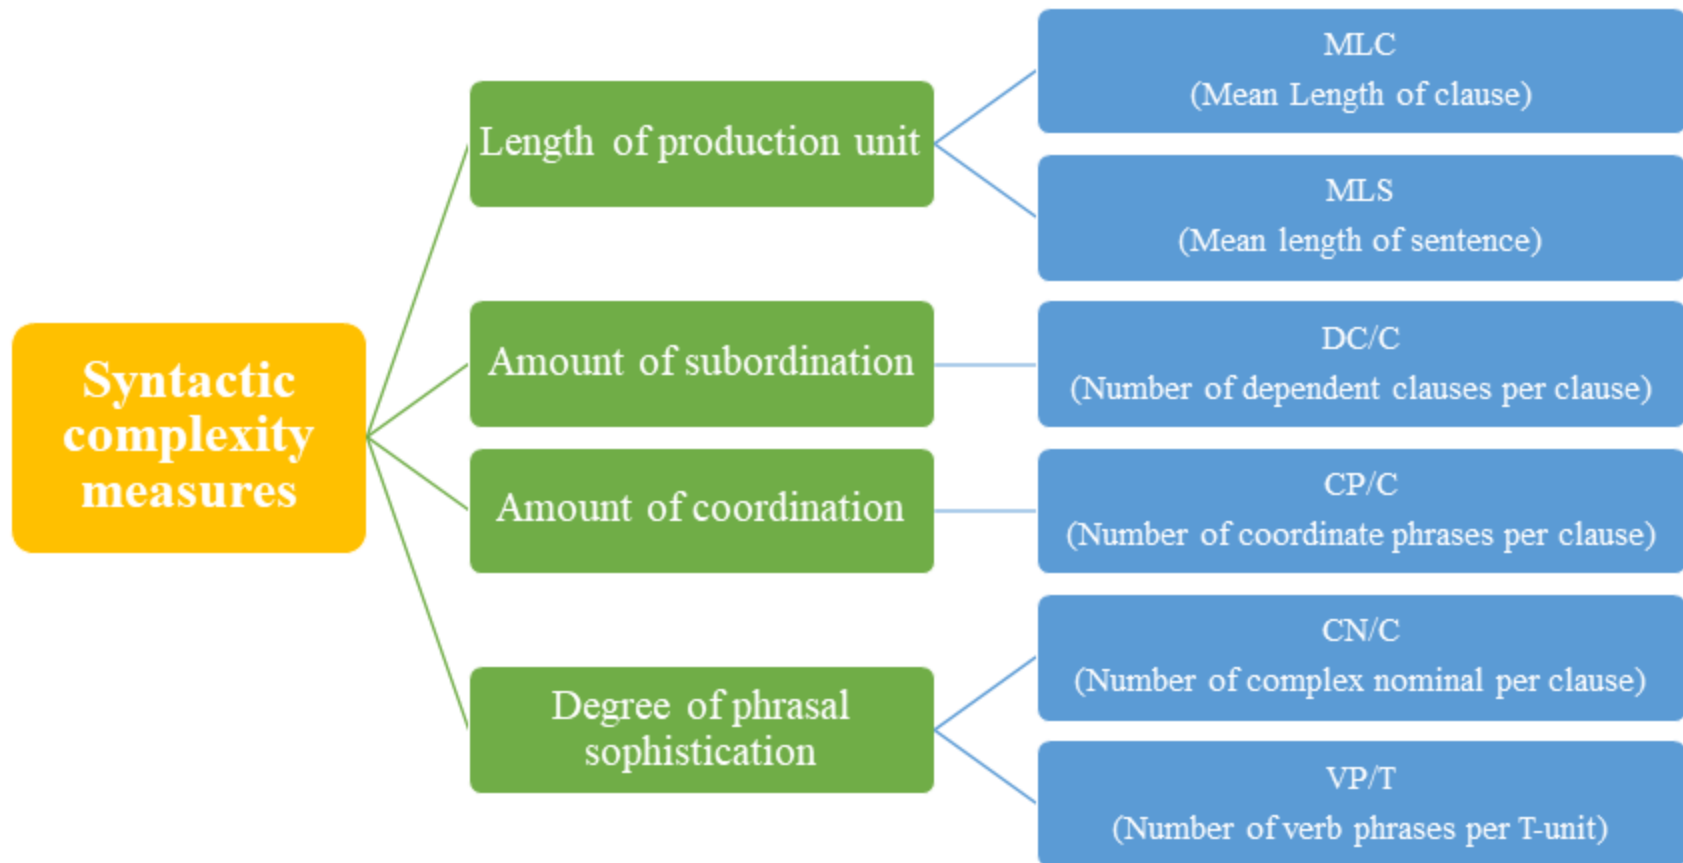 Syntactic
complexity
measures
Length of production unit
MLC
(Mean Length of clause)
MLS
(Mean length of sentence)
Amount of subordination
DC/C
(Number of dependent clauses per clause)
Amount of coordination
CP/C
(Number of coordinate phrases per clause)
Degree of phrasal
sophistication
CN/C
(Number of complex nominal per clause)
VP/T
(Number of verb phrases per T-unit)